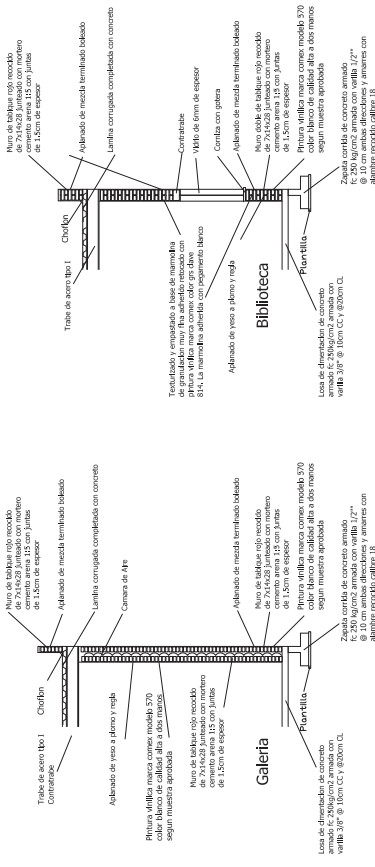 Muro de tabique rojo recocido
de 7x14x28 junteado con mortero
cemento arena 1:5 con juntas
de 1.5cm de espesor
Aplanado de mezcla terminado boleado
Lamina corrugada completada con concreto
Camara de Aire
Chaflon
Trabe de acero tipo I
Contratrabe
Aplanado de yeso a plomo y regla
Pintura vinilica marca comex modelo 570
color blanco de calidad alta a dos manos
segun muestra aprobada
Muro de tabique rojo recocido
de 7x14x28 junteado con mortero
cemento arena 1:5 con juntas
de 1.5cm de espesor
Galeria
Losa de cimentacion de concreto
armado fc 250kg/cm2 armada con
varilla 3/8" @ 10cm CC y @20cm CL
Plantilla
Aplanado de mezcla terminado boleado
Muro de tabique rojo recocido
de 7x14x28 junteado con mortero
cemento arena 1:5 con juntas
de 1.5cm de espesor
Pintura vinilica marca comex modelo 570
color blanco de calidad alta a dos manos
segun muestra aprobada
Zapata corrida de concreto armado
fc 250 kg/cm2 armada con varilla 1/2""
@ 10 cm ambas direcciones y amarres con
alambre recocido calibre 18
Muro de tabique rojo recocido
de 7x14x28 junteado con mortero
cemento arena 1:5 con juntas
de 1.5cm de espesor
Aplanado de mezcla terminado boleado
Lamina corrugada completada con concreto
Chaflon
Trabe de acero tipo I
Contratrabe
Vidrio de 6mm de espesor
Corniza con gotera
Texturizado y empastado a base de marmolina
de granulacion muy fina adherido rebocado con
pintura vinilica marca comex color gris clave
814. La marmolina adherida con pegamento blanco
Aplanado de yeso a plomo y regla
Biblioteca
Losa de cimentacion de concreto
armado fc 250kg/cm2 armada con
varilla 3/8" @ 10cm CC y @20cm CL
Plantilla
Aplanado de mezcla terminado boleado
Muro doble de tabique rojo recocido
de 7x14x28 junteado con mortero
cemento arena 1:5 con juntas
de 1.5cm de espesor
Pintura vinilica marca comex modelo 570
color blanco de calidad alta a dos manos
segun muestra aprobada
Zapata corrida de concreto armado
fc 250 kg/cm2 armada con varilla 1/2""
@ 10 cm ambas direcciones y amarres con
alambre recocido calibre 18